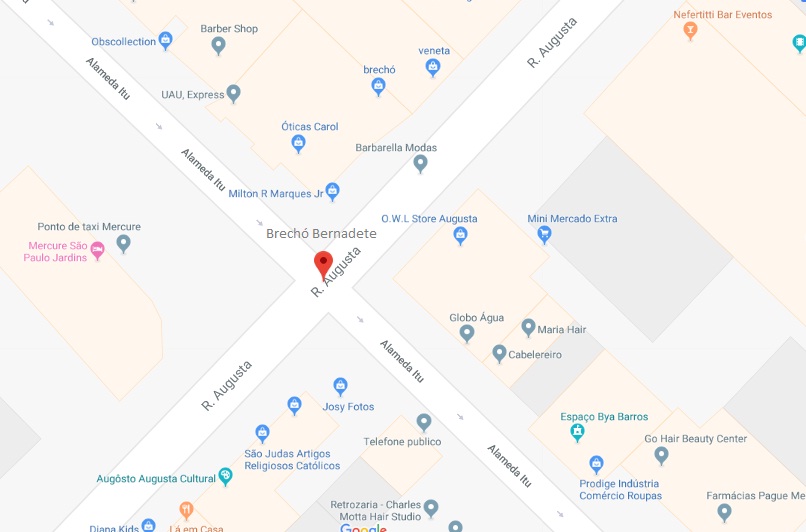 Nefertitti Bar Eventos
Barber Shop
Obscollection
R. Augusta
veneta
Alameda Itu
brechó
UAU, Express
Óticas Carol
Barbarella Modas
Alameda Itu
Milton R Marques Jr
O.W.L Store Augusta
Mini Mercado Extra
Ponto de taxi Mercure
Brechó Bernadete
Mercure São
Paulo Jardins
R. Augusta
Globo Água
Maria Hair
Cabelereiro
Alameda Itu
R. Augusta
Josy Fotos
Espaço Bya Barros
Telefone publico
Go Hair Beauty Center
São Judas Artigos
Religiosos Católicos
Alameda Itu
Augôsto Augusta Cultural
Prodige Indústria
Comércio Roupas
Farmácias Pague Me
Retrozaria - Charles
Motta Hair Studio
Diana Kids
Lá em Casa
Google